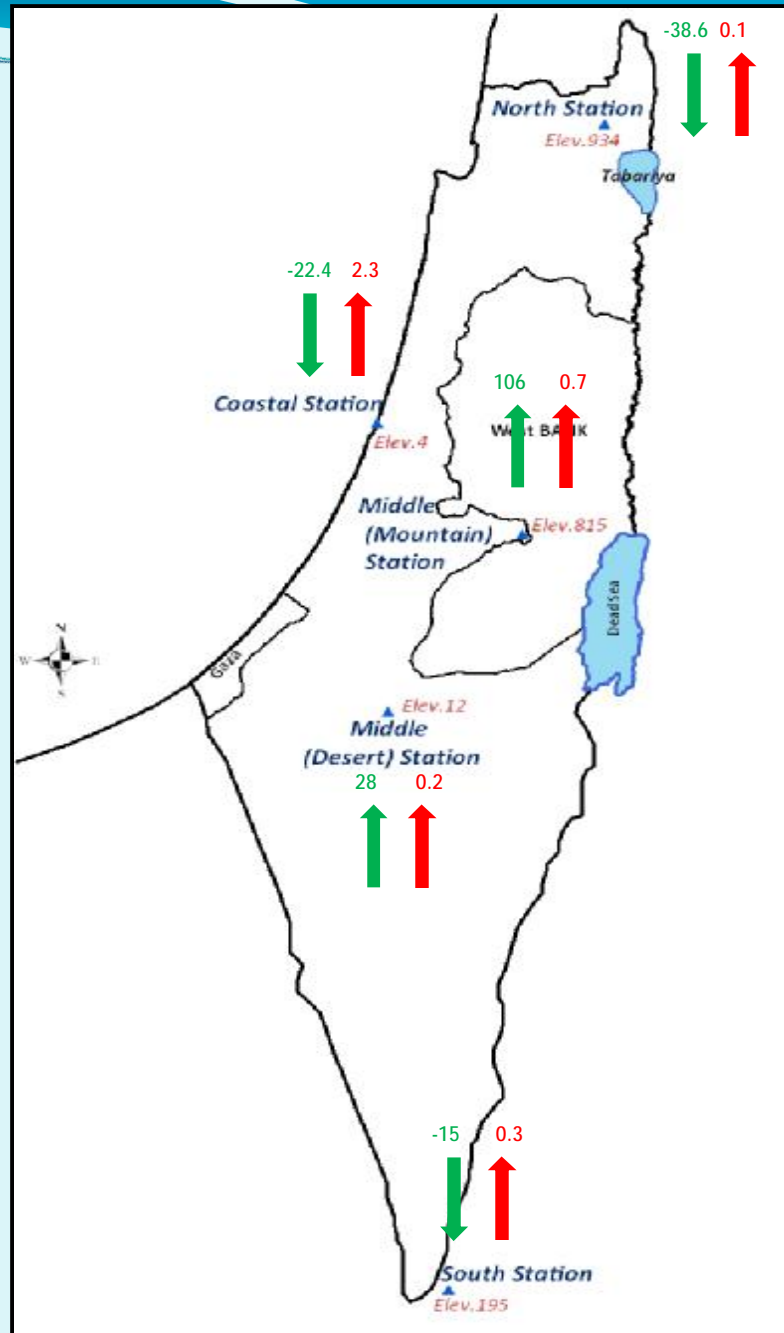 -38.6 0.1
North Station
Elev.934
Tabariya
-22.4 2.3
Coastal Station
Elev.4
106 0.7
West BANK
Middle
(Mountain)
Station
Elev.815
Dead Sea
N
W E
S
Gaza
Elev.12
Middle
(Desert) Station
28 0.2
-15 0.3
South Station
Elev.195